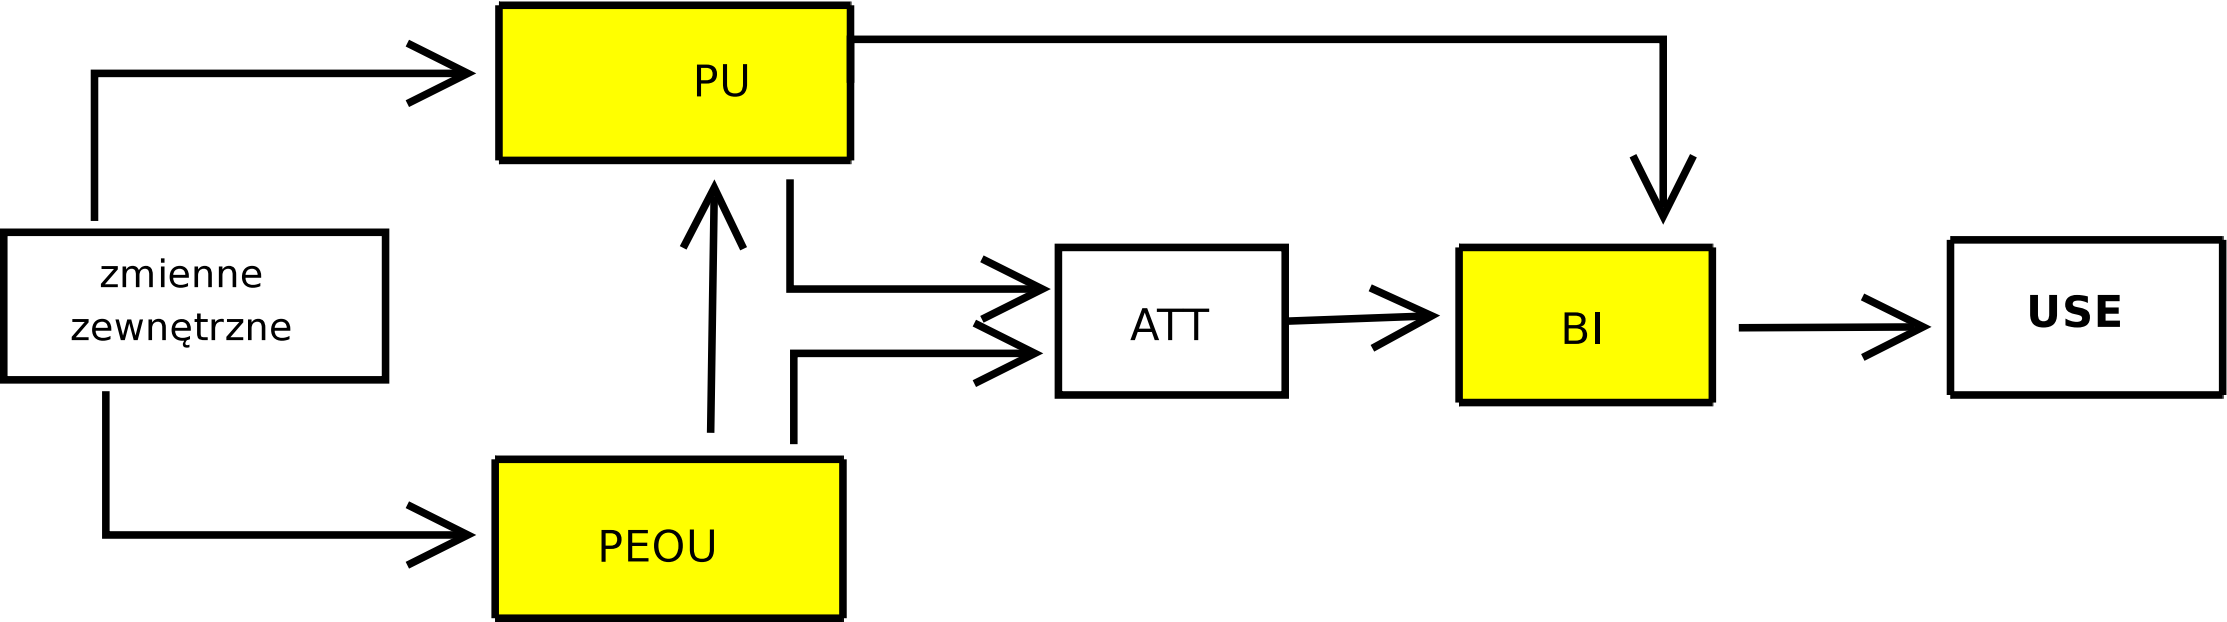 PU
zmienne
zewnętrzne
ATT
BI
USE
PEOU